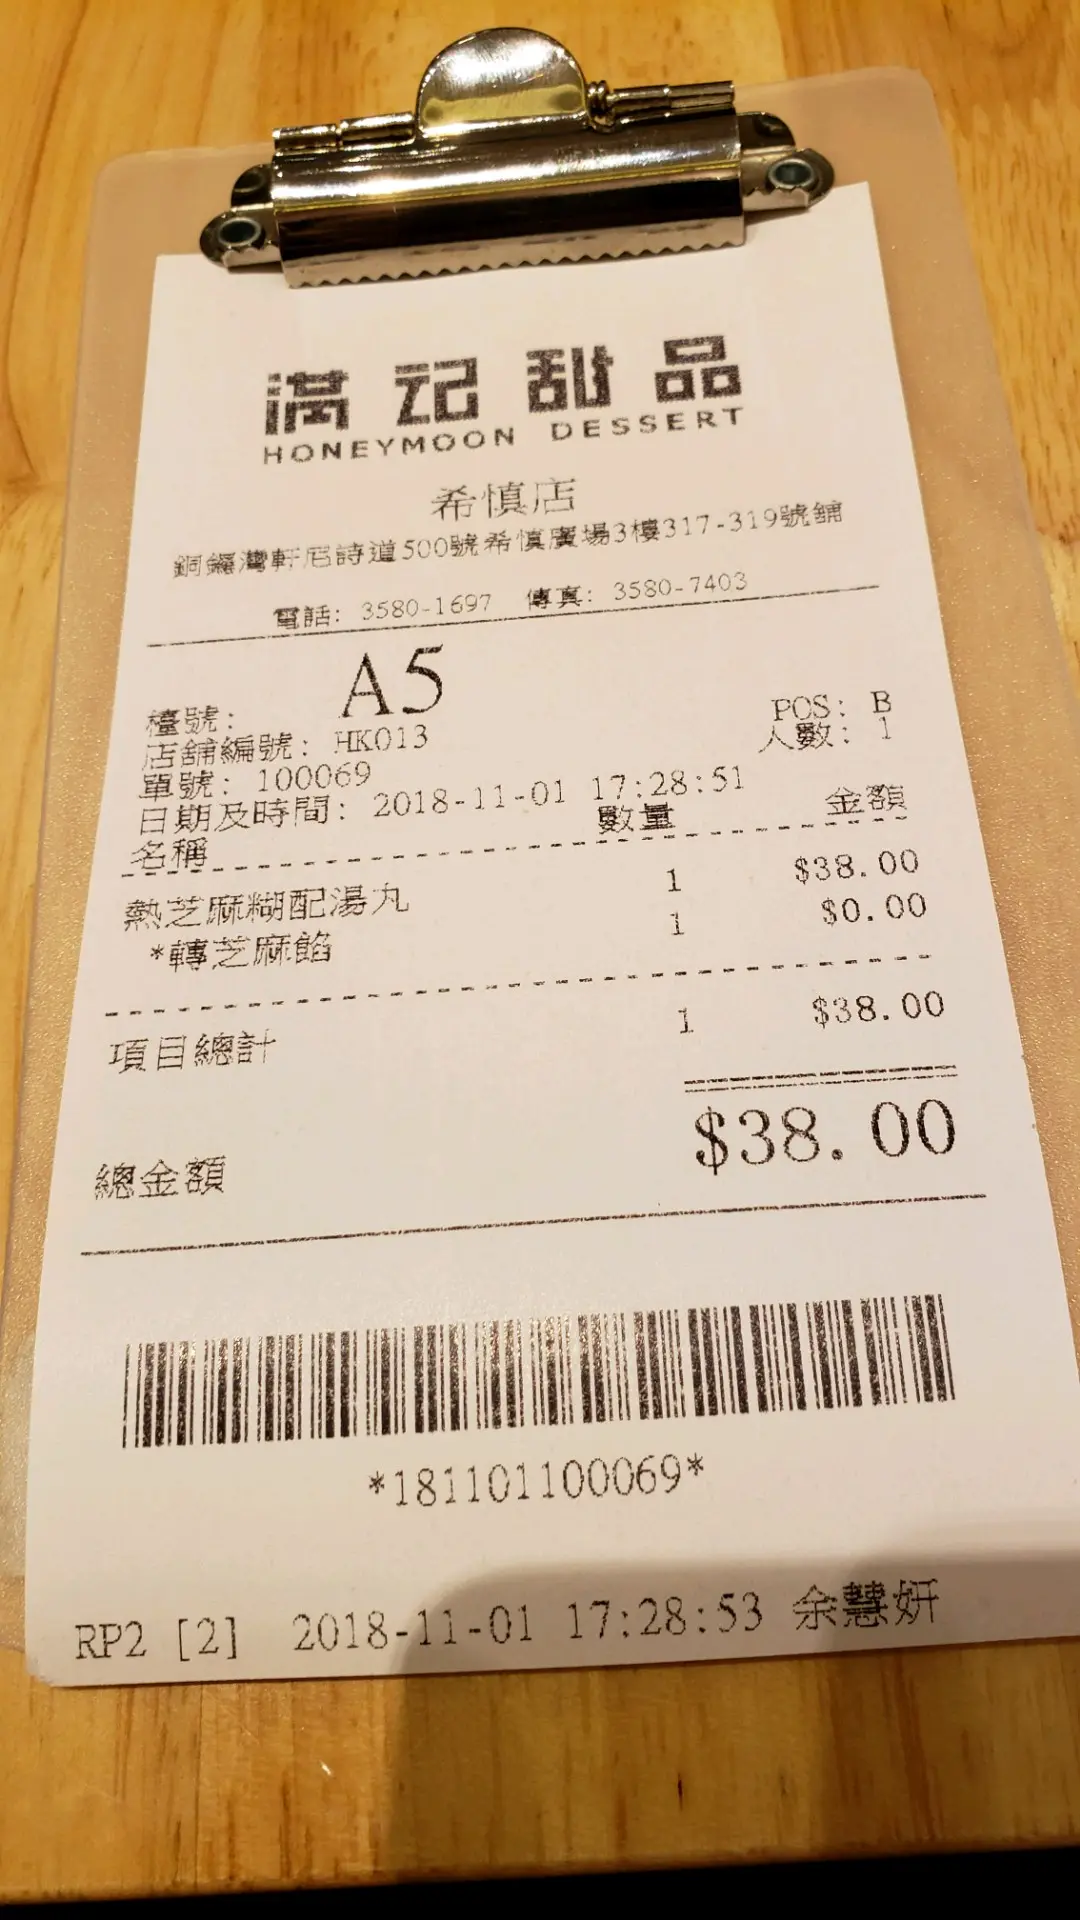 满记甜品
HONEYMOON DESSERT
希慎店
銅鑼灣軒尼詩道500號希慎廣場3樓317-319號舖
電話: 3580-1697 傳真: 3580-7403
檯號: A5
店舖編號: HK013 POS: B
單號: 100069 人數: 1
日期及時間: 2018-11-01 17:28:51
名稱 數量 金額
熱芝麻糊配湯丸 1 $38.00
*轉芝麻餡 1 $0.00
項目總計 1 $38.00
總金額 $38.00
*181101100069*
RP2 [2] 2018-11-01 17:28:53 余慧妍